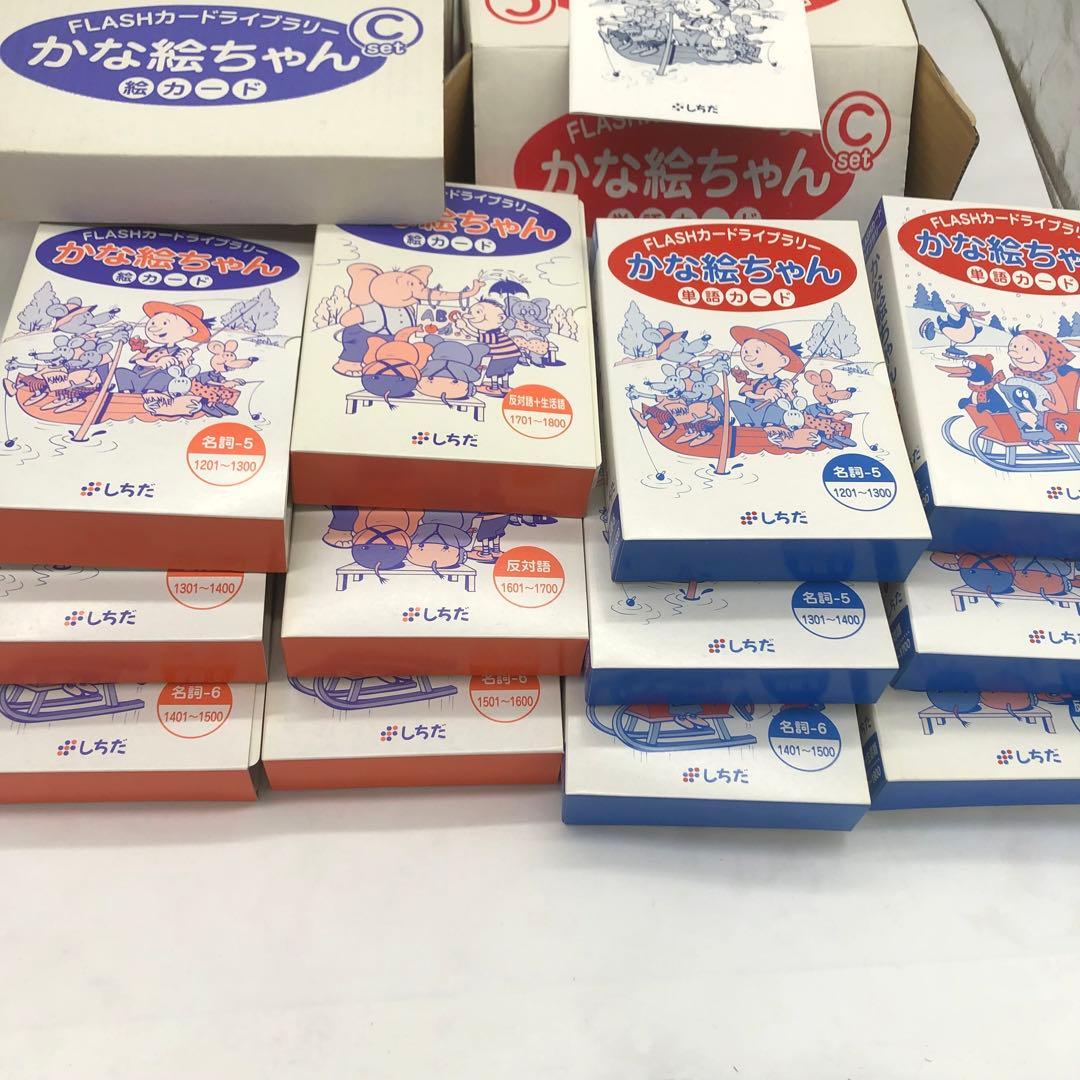 FLASHカードライブラリー
かな絵ちゃん
絵カード
C
set
しちだ
かな絵ちゃん
C
set
FLASHカードライブラリー
かな絵ちゃん
絵カード
名詞-5
1201〜1300
しちだ
ードライブラリー
絵ちゃん
絵カード
ABC
反対語+生活語
1701〜1800
しちだ
FLASHカードライブラリー
かな絵ちゃん
単語カード
名詞-5
1201〜1300
しちだ
FLASHカードライブラリ
かな絵ちゃ
単語カード
し
1301〜1400
しちだ
反対語
1601〜1700
しちだ
名詞-5
1301〜1400
しちだ
しちだ
名詞-6
1401〜1500
しちだ
名詞-6
1501〜1600
しちだ
名詞-6
1401〜1500
しちだ
しちだ